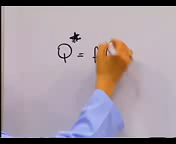 Q* = f